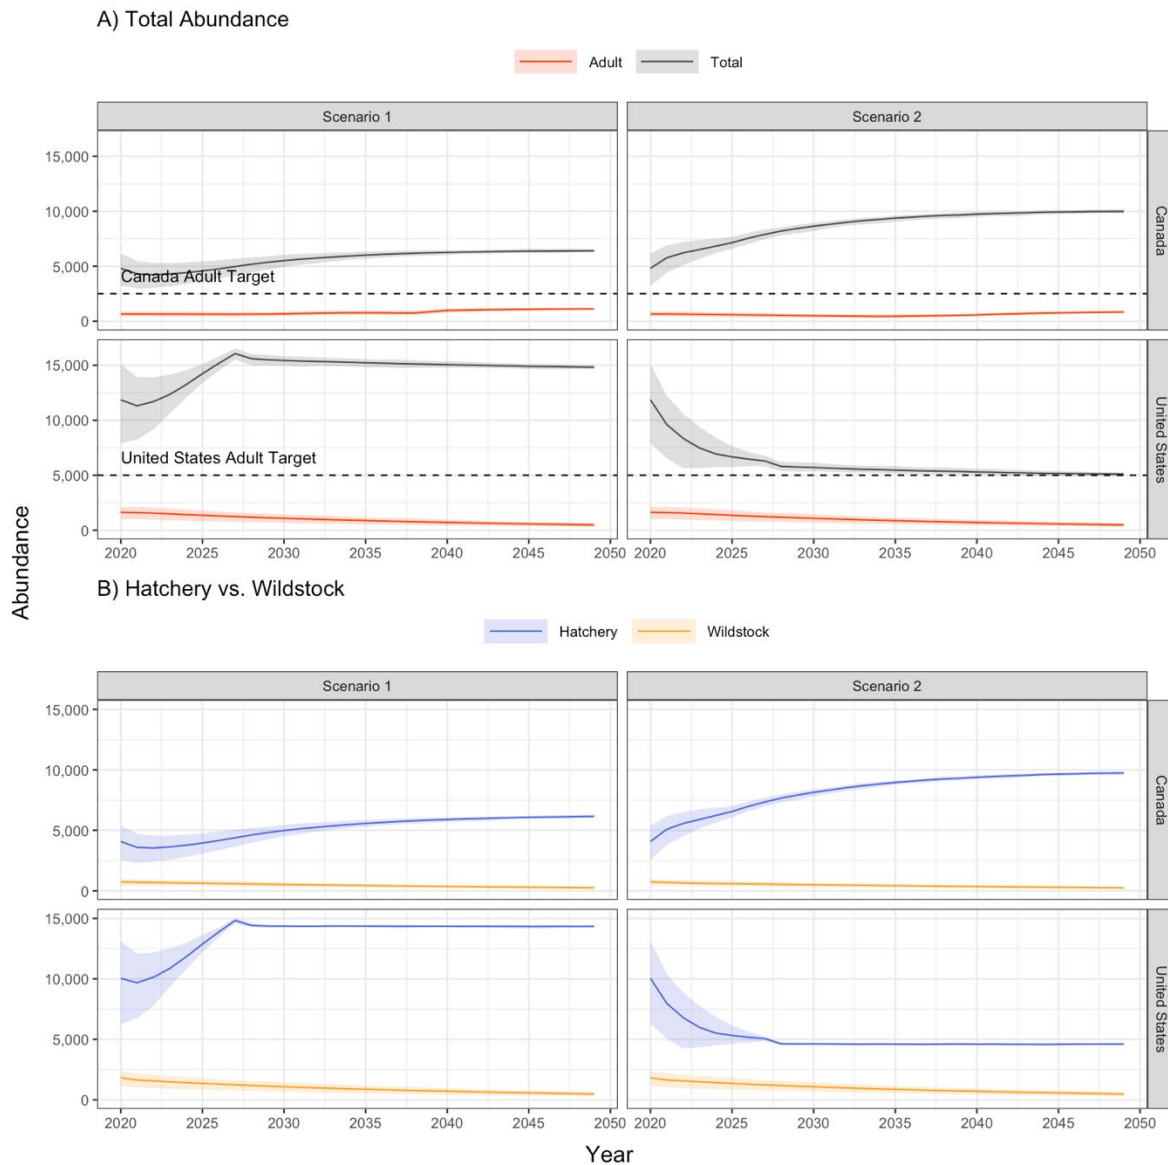 A) Total Abundance
Adult
Total
Scenario 1
Scenario 2
15,000
10,000
5,000
0
Canada Adult Target
Canada
15,000
10,000
5,000
0
United States Adult Target
United States
2020 2025 2030 2035 2040 2045 2050
2020 2025 2030 2035 2040 2045 2050
Abundance
B) Hatchery vs. Wildstock
Hatchery
Wildstock
Scenario 1
Scenario 2
15,000
10,000
5,000
0
Canada
15,000
10,000
5,000
0
United States
2020 2025 2030 2035 2040 2045 2050
2020 2025 2030 2035 2040 2045 2050
Year